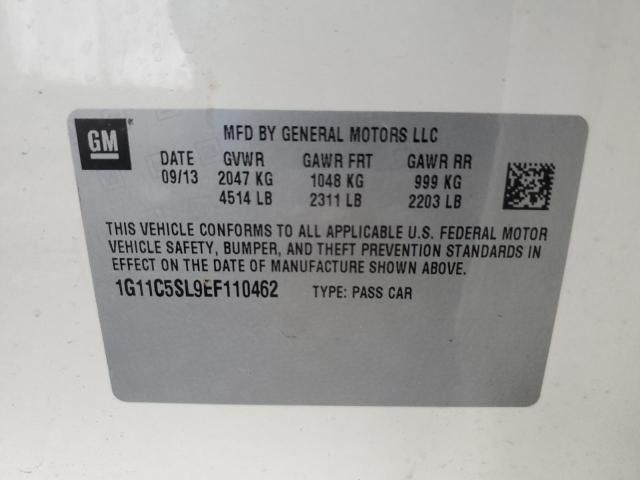 GM
MFD BY GENERAL MOTORS LLC
DATE GVWR GAWR FRT GAWR RR
09/13 2047 KG 1048 KG 999 KG
4514 LB 2311 LB 2203 LB
THIS VEHICLE CONFORMS TO ALL APPLICABLE U.S. FEDERAL MOTOR
VEHICLE SAFETY, BUMPER, AND THEFT PREVENTION STANDARDS IN
EFFECT ON THE DATE OF MANUFACTURE SHOWN ABOVE.
1G11C5SL9EF110462 TYPE: PASS CAR